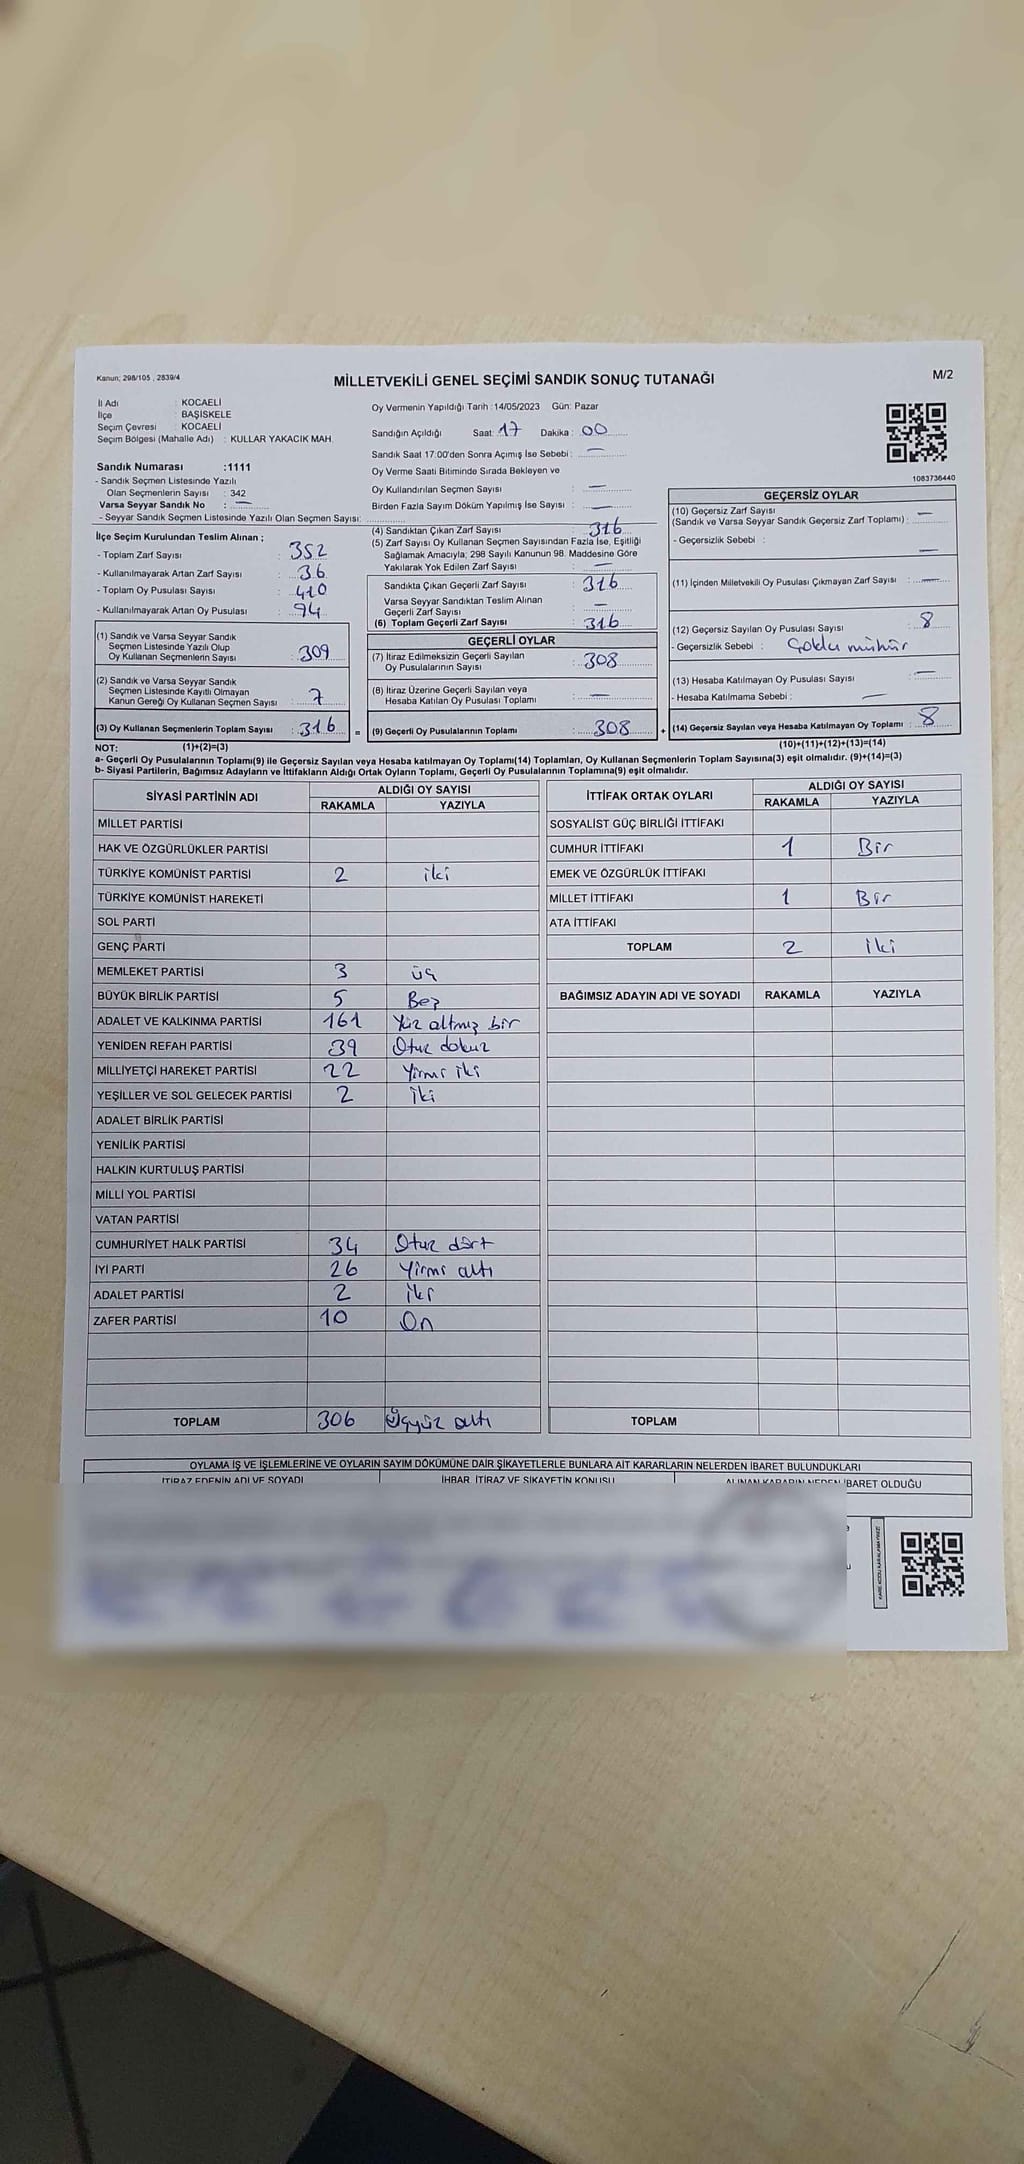 Kanun: 298/105 , 2839/4
MİLLETVEKİLİ GENEL SEÇİMİ SANDIK SONUÇ TUTANAĞI
M/2
İl Adı : KOCAELİ
İlçe : BAŞİSKELE
Seçim Çevresi : KOCAELİ
Seçim Bölgesi (Mahalle Adı) : KULLAR YAKACIK MAH.
Sandık Numarası :1111
- Sandık Seçmen Listesinde Yazılı
Olan Seçmenlerin Sayısı : 342
Varsa Seyyar Sandık No : —
- Seyyar Sandık Seçmen Listesinde Yazılı Olan Seçmen Sayısı:
Oy Vermenin Yapıldığı Tarih :14/05/2023 Gün: Pazar
Sandığın Açıldığı Saat: 17 Dakika : 00
Sandık Saat 17:00'den Sonra Açımış İse Sebebi : —
Oy Verme Saati Bitiminde Sırada Bekleyen ve
Oy Kullandırılan Seçmen Sayısı : —
Birden Fazla Sayım Döküm Yapılmış İse Sayısı : —
1083736440
İlçe Seçim Kurulundan Teslim Alınan ;
- Toplam Zarf Sayısı : 352
- Kullanılmayarak Artan Zarf Sayısı : 36
- Toplam Oy Pusulası Sayısı : 410
- Kullanılmayarak Artan Oy Pusulası : 94
(1) Sandık ve Varsa Seyyar Sandık
Seçmen Listesinde Yazılı Olup
Oy Kullanan Seçmenlerin Sayısı : 309
(2) Sandık ve Varsa Seyyar Sandık
Seçmen Listesinde Kayıtlı Olmayan
Kanun Gereği Oy Kullanan Seçmen Sayısı : 7
(3) Oy Kullanan Seçmenlerin Toplam Sayısı : 316 =
(4) Sandıktan Çıkan Zarf Sayısı : 316
(5) Zarf Sayısı Oy Kullanan Seçmen Sayısından Fazla İse, Eşitliği
Sağlamak Amacıyla; 298 Sayılı Kanunun 98. Maddesine Göre
Yakılarak Yok Edilen Zarf Sayısı : —
Sandıkta Çıkan Geçerli Zarf Sayısı : 316
Varsa Seyyar Sandıktan Teslim Alınan
Geçerli Zarf Sayısı : —
(6) Toplam Geçerli Zarf Sayısı : 316
GEÇERLİ OYLAR
(7) İtiraz Edilmeksizin Geçerli Sayılan
Oy Pusulalarının Sayısı : 308
(8) İtiraz Üzerine Geçerli Sayılan veya
Hesaba Katılan Oy Pusulası Toplamı : —
(9) Geçerli Oy Pusulalarının Toplamı : 308 +
GEÇERSİZ OYLAR
(10) Geçersiz Zarf Sayısı
(Sandık ve Varsa Seyyar Sandık Geçersiz Zarf Toplamı) : —
- Geçersizlik Sebebi : —
(11) İçinden Milletvekili Oy Pusulası Çıkmayan Zarf Sayısı : —
(12) Geçersiz Sayılan Oy Pusulası Sayısı : 8
- Geçersizlik Sebebi : Çoklu mühür
(13) Hesaba Katılmayan Oy Pusulası Sayısı : —
- Hesaba Katılmama Sebebi : —
(14) Geçersiz Sayılan veya Hesaba Katılmayan Oy Toplamı : 8
NOT: (1)+(2)=(3)
(10)+(11)+(12)+(13)=(14)
a- Geçerli Oy Pusulalarının Toplamı(9) ile Geçersiz Sayılan veya Hesaba katılmayan Oy Toplamı(14) Toplamları, Oy Kullanan Seçmenlerin Toplam Sayısına(3) eşit olmalıdır. (9)+(14)=(3)
b- Siyasi Partilerin, Bağımsız Adayların ve İttifakların Aldığı Ortak Oyların Toplamı, Geçerli Oy Pusulalarının Toplamına(9) eşit olmalıdır.
SİYASİ PARTİNİN ADI
ALDIĞI OY SAYISI
RAKAMLA YAZIYLA
MİLLET PARTİSİ
HAK VE ÖZGÜRLÜKLER PARTİSİ
TÜRKİYE KOMÜNİST PARTİSİ 2 iki
TÜRKİYE KOMÜNİST HAREKETİ
SOL PARTİ
GENÇ PARTİ
MEMLEKET PARTİSİ 3 üç
BÜYÜK BİRLİK PARTİSİ 5 Beş
ADALET VE KALKINMA PARTİSİ 161 Yüz altmış bir
YENİDEN REFAH PARTİSİ 39 Otuz dokuz
MİLLİYETÇİ HAREKET PARTİSİ 22 Yirmi iki
YEŞİLLER VE SOL GELECEK PARTİSİ 2 İki
ADALET BİRLİK PARTİSİ
YENİLİK PARTİSİ
HALKIN KURTULUŞ PARTİSİ
MİLLİ YOL PARTİSİ
VATAN PARTİSİ
CUMHURİYET HALK PARTİSİ 34 Otuz dört
İYİ PARTİ 26 Yirmi altı
ADALET PARTİSİ 2 İki
ZAFER PARTİSİ 10 On
TOPLAM 306 Üçyüz altı
İTTİFAK ORTAK OYLARI
ALDIĞI OY SAYISI
RAKAMLA YAZIYLA
SOSYALİST GÜÇ BİRLİĞİ İTTİFAKI
CUMHUR İTTİFAKI 1 Bir
EMEK VE ÖZGÜRLÜK İTTİFAKI
MİLLET İTTİFAKI 1 Bir
ATA İTTİFAKI
TOPLAM 2 İki
BAĞIMSIZ ADAYIN ADI VE SOYADI RAKAMLA YAZIYLA
TOPLAM
OYLAMA İŞ VE İŞLEMLERİNE VE OYLARIN SAYIM DÖKÜMÜNE DAİR ŞİKAYETLERLE BUNLARA AİT KARARLARIN NELERDEN İBARET BULUNDUKLARI
İTİRAZ EDENİN ADI VE SOYADI İHBAR, İTİRAZ VE ŞİKAYETİN KONUSU ALINAN KARARIN NEDEN İBARET OLDUĞU